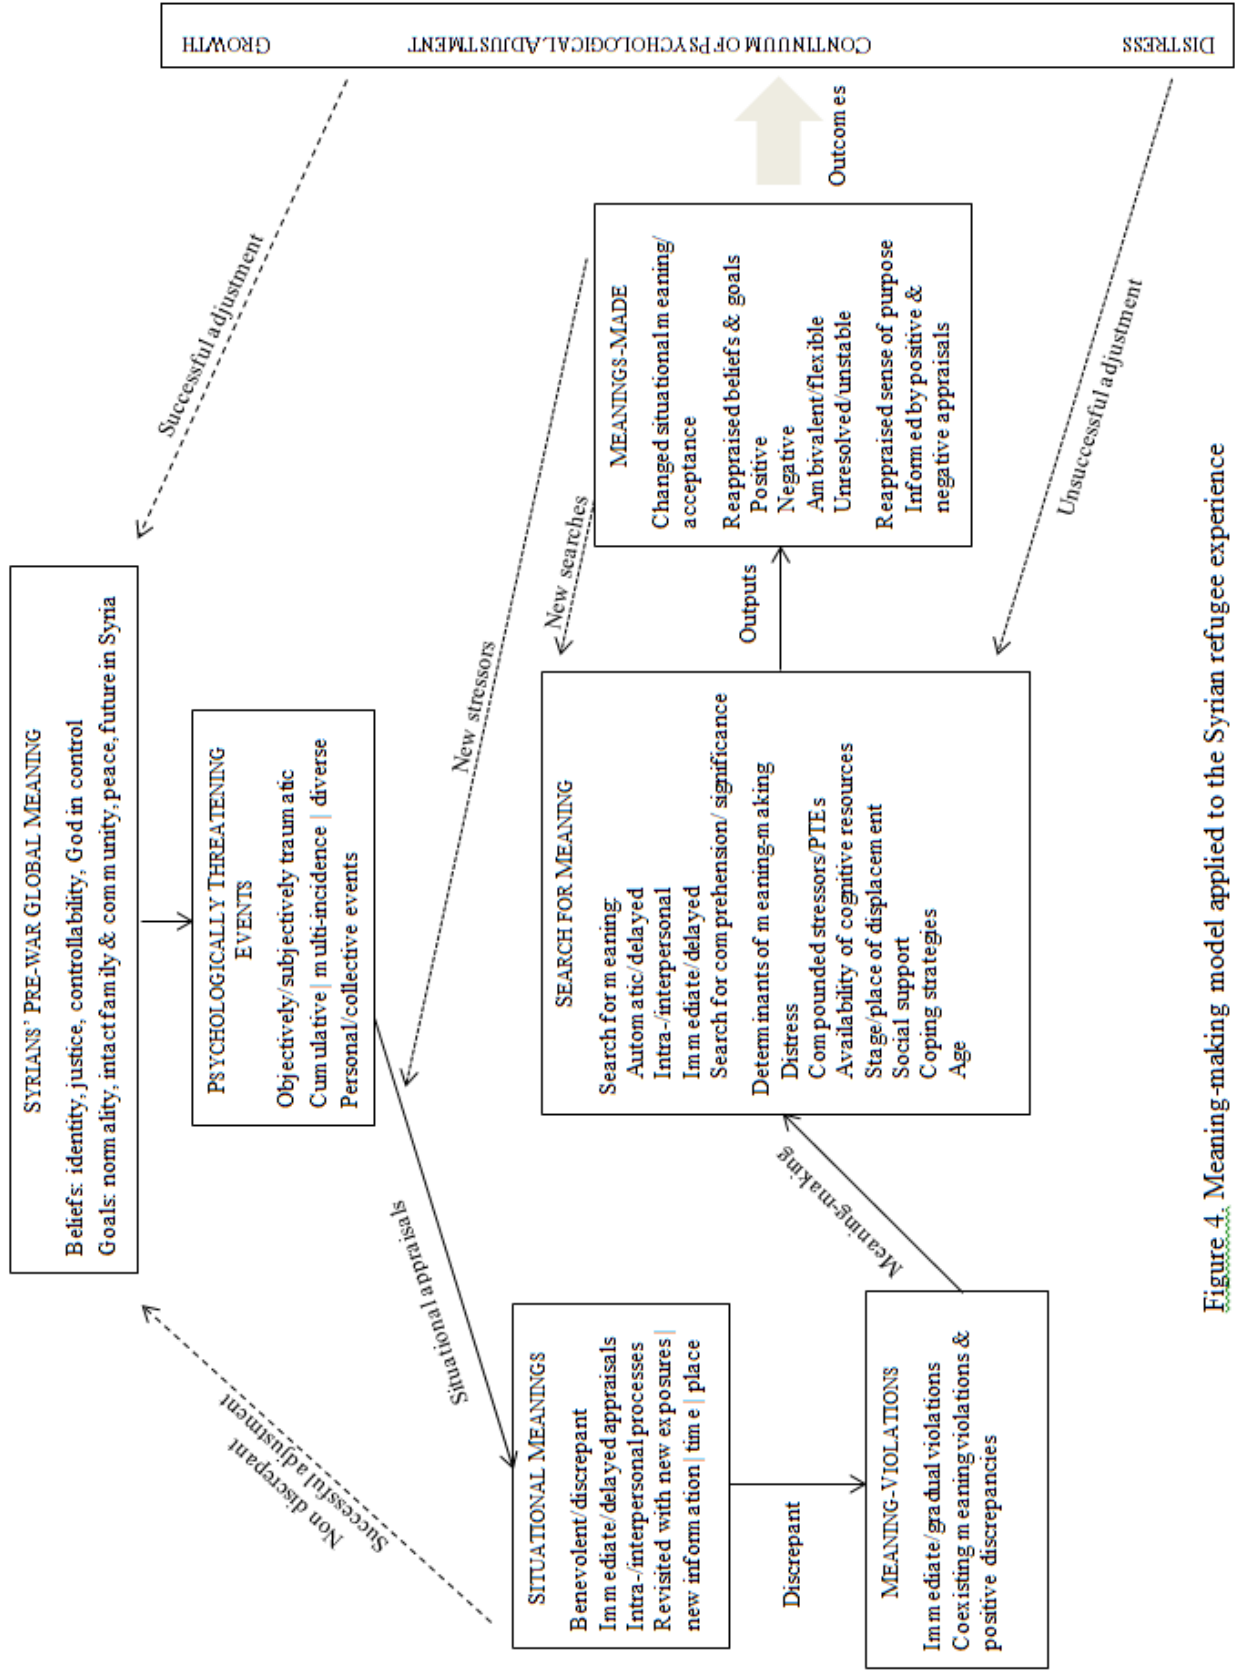 SYRIANS' PRE-WAR GLOBAL MEANING
Beliefs: identity, justice, controllability, God in control
Goals: normality, intact family & community, peace, future in Syria
PSYCHOLOGICALLY THREATENING
EVENTS
Objectively/subjectively traumatic
Cumulative | multi-incidence | diverse
Personal/collective events
Non discrepant
Successful adjustment
Situational appraisals
SITUATIONAL MEANINGS
Benevolent/discrepant
Immediate/delayed appraisals
Intra-/interpersonal processes
Revisited with new exposures |
new information | time | place
Discrepant
MEANING-VIOLATIONS
Immediate/gradual violations
Coexisting meaning violations &
positive discrepancies
Meaning-making
SEARCH FOR MEANING
Search for meaning:
Automatic/delayed
Intra-/interpersonal
Immediate/delayed
Search for comprehension/ significance
Determinants of meaning-making
Distress
Compounded stressors/PTEs
Availability of cognitive resources
Stage/place of displacement
Social support
Coping strategies
Age
Outputs
New stressors
New searches
MEANINGS-MADE
Changed situational meaning/
acceptance
Reappraised beliefs & goals
Positive
Negative
Ambivalent/flexible
Unresolved/unstable
Reappraised sense of purpose
Informed by positive &
negative appraisals
Outcomes
Successful adjustment
Unsuccessful adjustment
GROWTH
CONTINUUM OF PSYCHOLOGICAL ADJUSTMENT
DISTRESS
Figure 4. Meaning-making model applied to the Syrian refugee experience